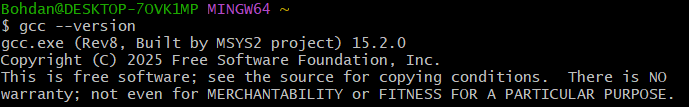 Bohdan@DESKTOP-7OVK1MP MINGW64 ~
$ gcc --version
gcc.exe (Rev8, Built by MSYS2 project) 15.2.0
Copyright (C) 2025 Free Software Foundation, Inc.
This is free software; see the source for copying conditions.  There is NO
warranty; not even for MERCHANTABILITY or FITNESS FOR A PARTICULAR PURPOSE.